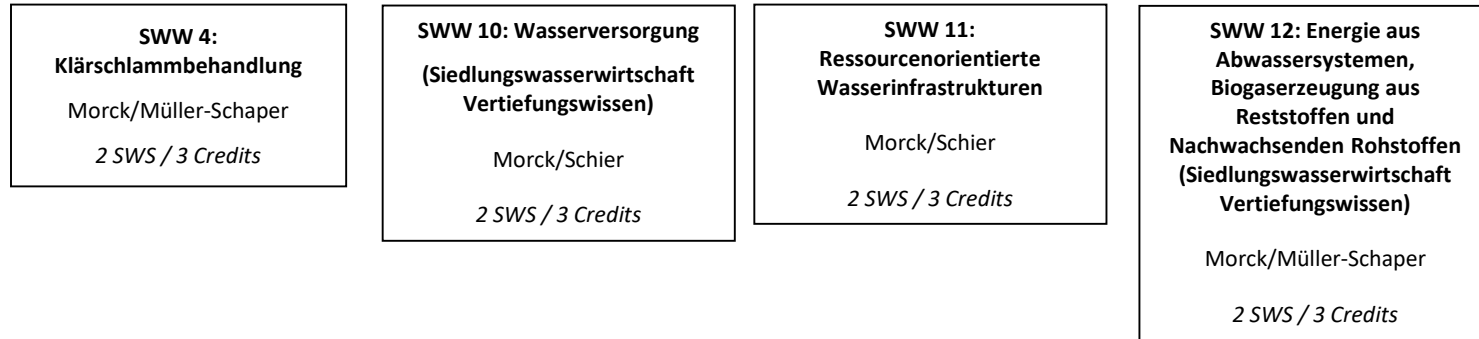 SWW 4:
Klärschlammbehandlung
Morck/Müller-Schaper
2 SWS / 3 Credits
SWW 10: Wasserversorgung
(Siedlungswasserwirtschaft
Vertiefungswissen)
Morck/Schier
2 SWS / 3 Credits
SWW 11:
Ressourcenorientierte
Wasserinfrastrukturen
Morck/Schier
2 SWS / 3 Credits
SWW 12: Energie aus
Abwassersystemen,
Biogaserzeugung aus
Reststoffen und
Nachwachsenden Rohstoffen
(Siedlungswasserwirtschaft
Vertiefungswissen)
Morck/Müller-Schaper
2 SWS / 3 Credits